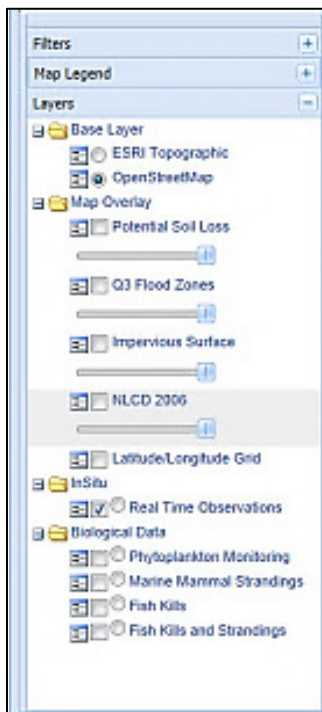 Filters
Map Legend
Layers
Base Layer
ESRI Topographic
OpenStreetMap
Map Overlay
Potential Soil Loss
Q3 Flood Zones
Impervious Surface
NLCD 2006
Latitude/Longitude Grid
InSitu
Real Time Observations
Biological Data
Phytoplankton Monitoring
Marine Mammal Strandings
Fish Kills
Fish Kills and Strandings